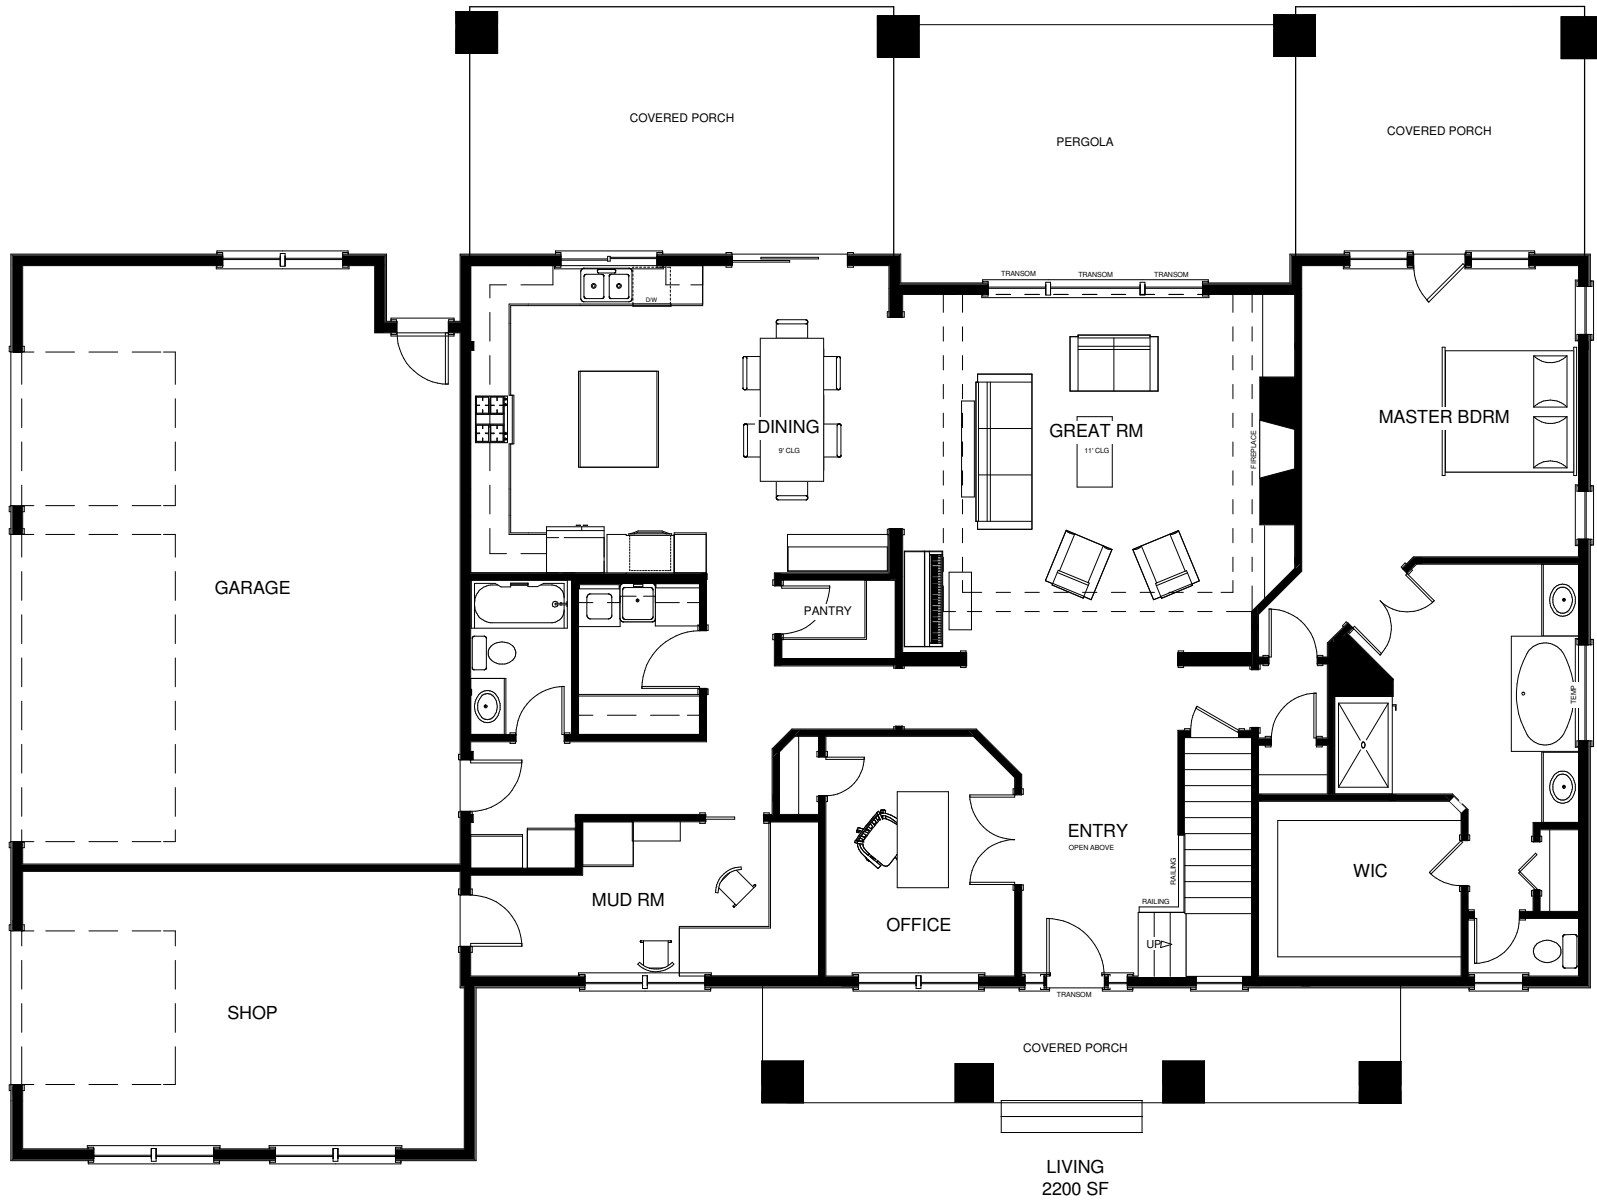 COVERED PORCH
PERGOLA
COVERED PORCH
TRANSOM
TRANSOM
TRANSOM
D/W
DINING
9' CLG
GREAT RM
11' CLG
FIREPLACE
MASTER BDRM
GARAGE
PANTRY
TEMP
ENTRY
OPEN ABOVE
RAILING
RAILING
WIC
MUD RM
OFFICE
UP
TRANSOM
SHOP
COVERED PORCH
LIVING
2200 SF